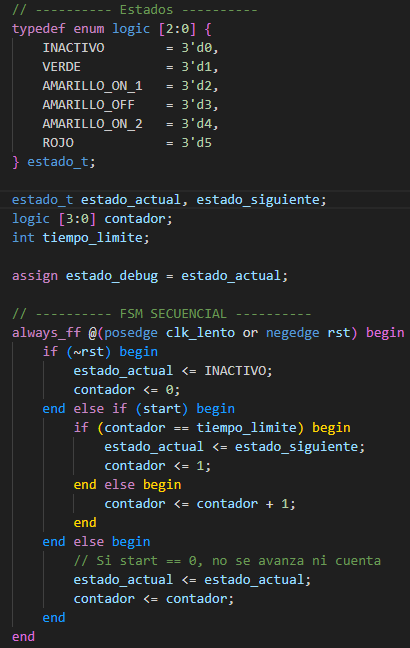 // ---------- Estados ----------
typedef enum logic [2:0] {
    INACTIVO        = 3'd0,
    VERDE           = 3'd1,
    AMARILLO_ON_1   = 3'd2,
    AMARILLO_OFF    = 3'd3,
    AMARILLO_ON_2   = 3'd4,
    ROJO            = 3'd5
} estado_t;

estado_t estado_actual, estado_siguiente;
logic [3:0] contador;
int tiempo_limite;

assign estado_debug = estado_actual;

// ---------- FSM SECUENCIAL ----------
always_ff @(posedge clk_lento or negedge rst) begin
    if (~rst) begin
        estado_actual <= INACTIVO;
        contador <= 0;
    end else if (start) begin
        if (contador == tiempo_limite) begin
            estado_actual <= estado_siguiente;
            contador <= 1;
        end else begin
            contador <= contador + 1;
        end
    end else begin
        // Si start == 0, no se avanza ni cuenta
        estado_actual <= estado_actual;
        contador <= contador;
    end
end